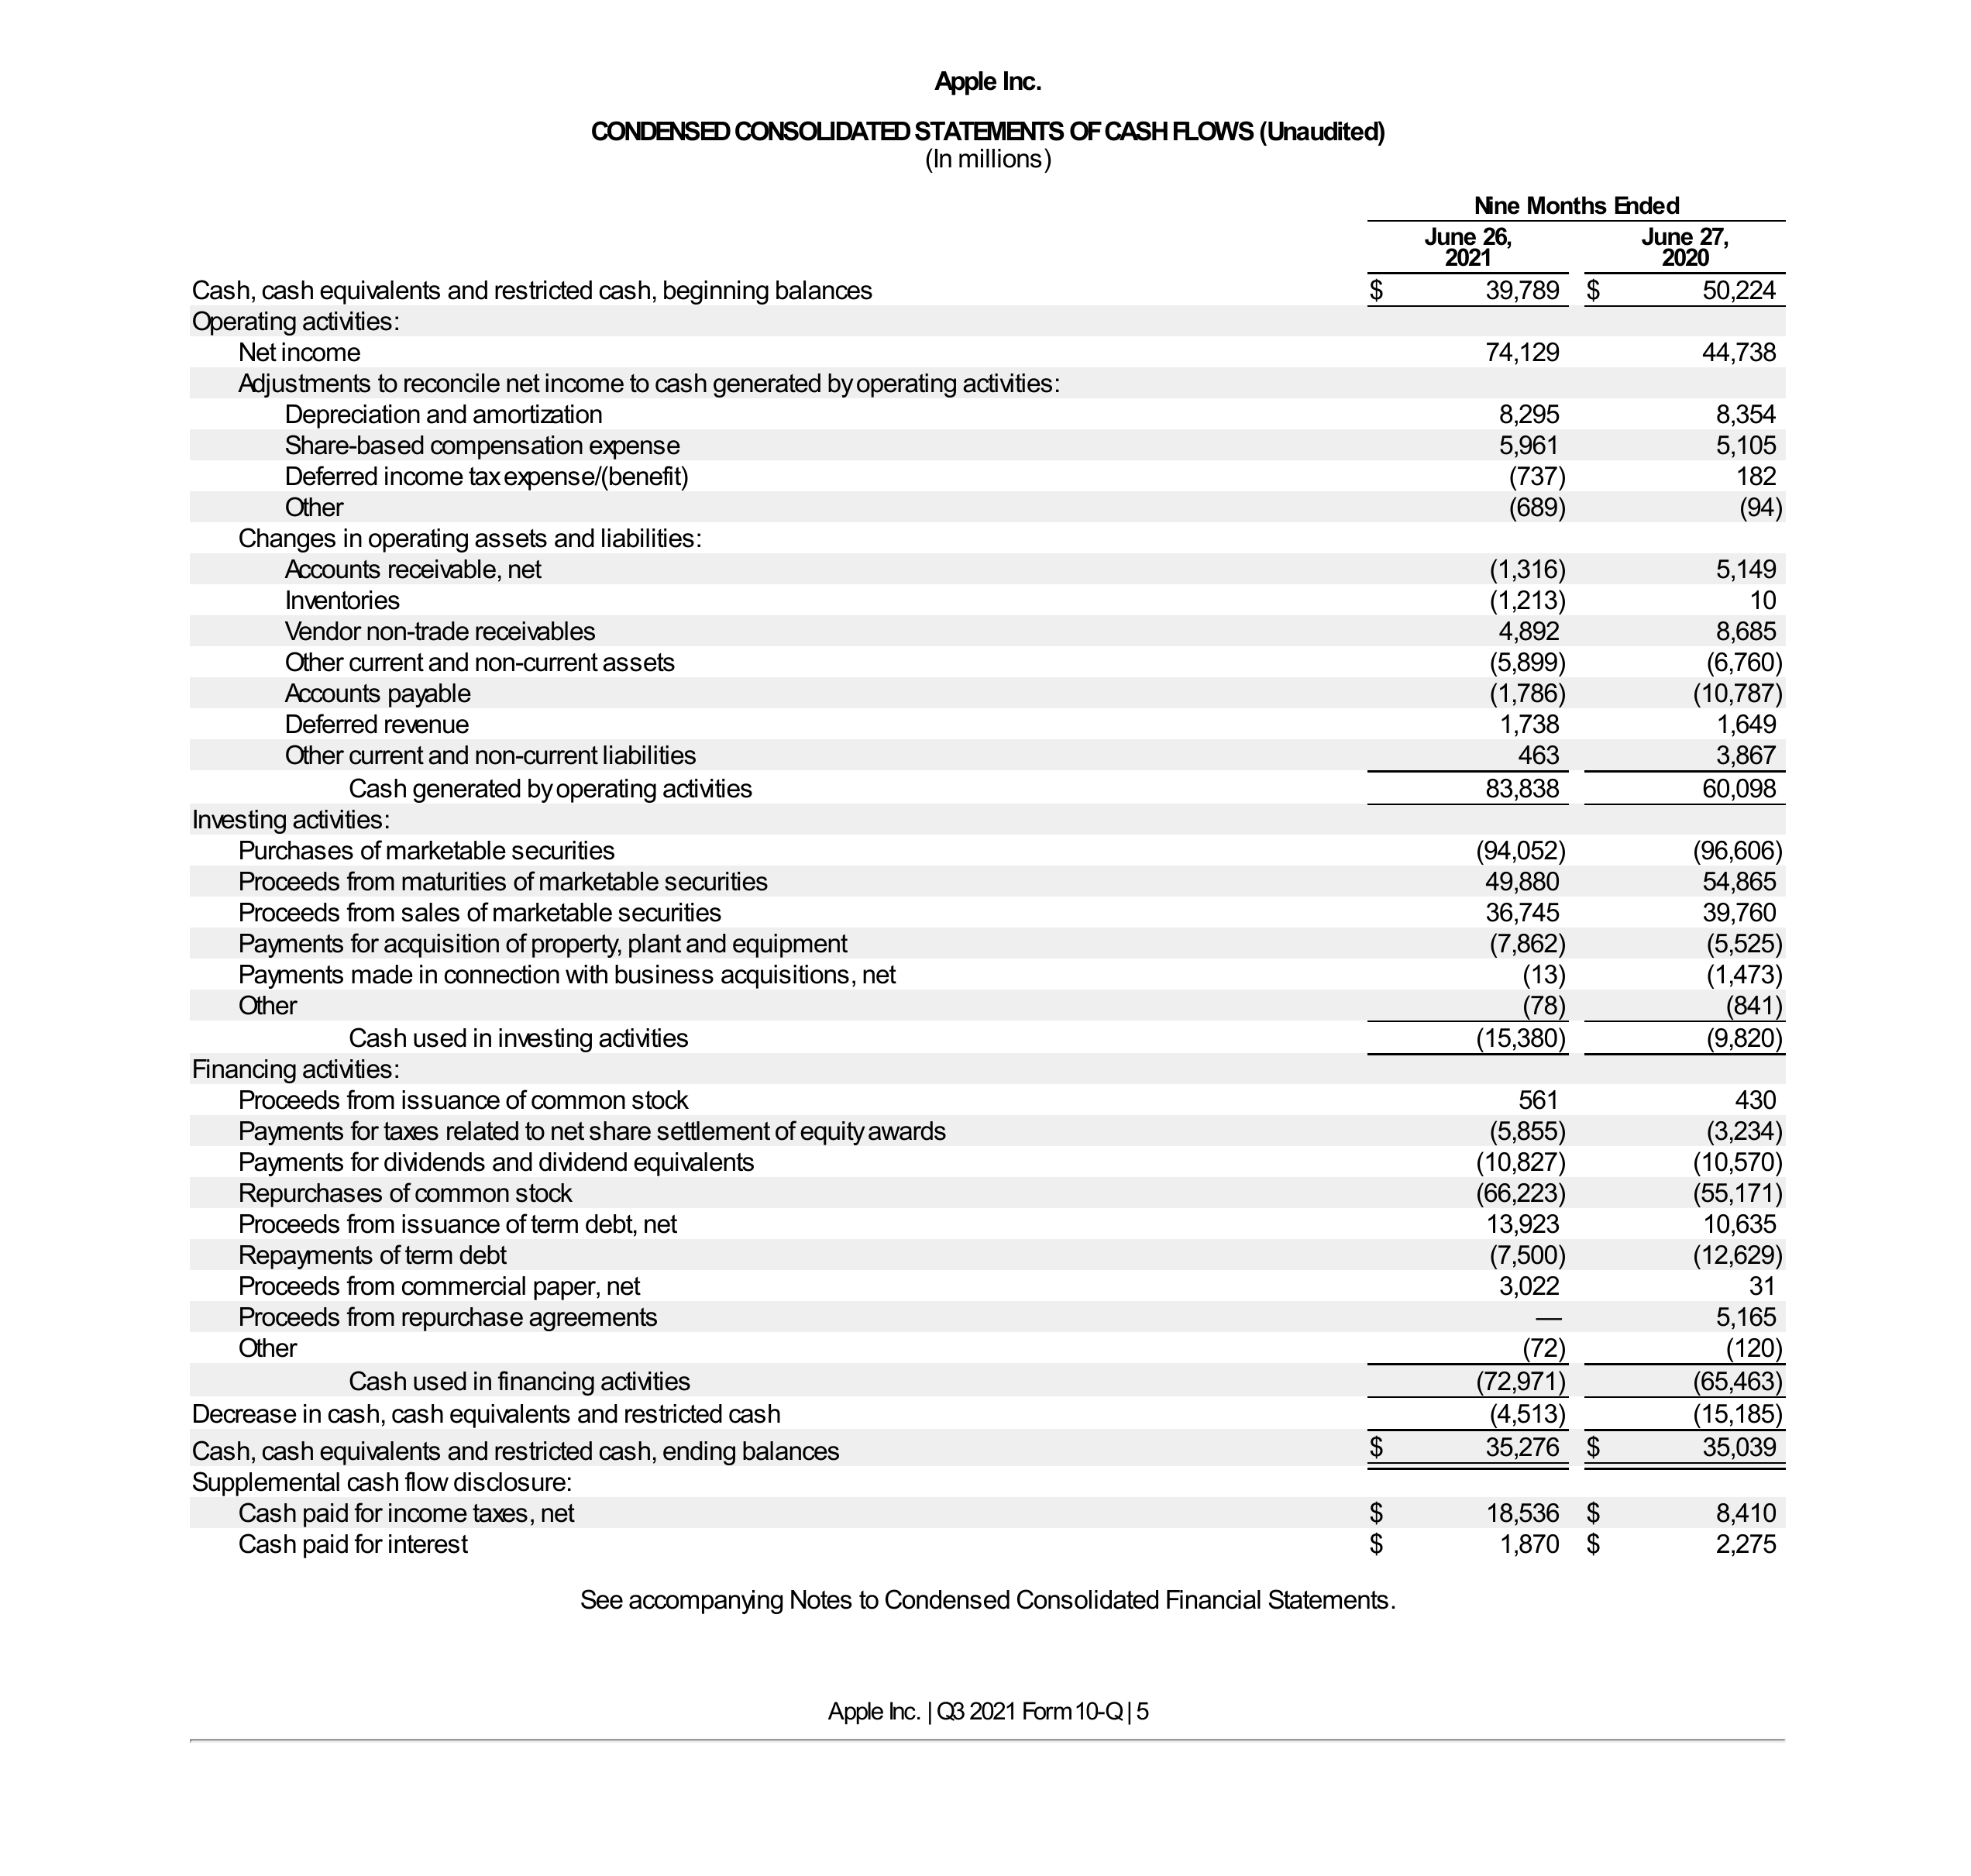 Apple Inc.
CONDENSED CONSOLIDATED STATEMENTS OF CASH FLOWS (Unaudited)
(In millions)
Nine Months Ended
June 26, 2021 June 27, 2020
Cash, cash equivalents and restricted cash, beginning balances $ 39,789 $ 50,224
Operating activities:
Net income 74,129 44,738
Adjustments to reconcile net income to cash generated by operating activities:
Depreciation and amortization 8,295 8,354
Share-based compensation expense 5,961 5,105
Deferred income tax expense/(benefit) (737) 182
Other (689) (94)
Changes in operating assets and liabilities:
Accounts receivable, net (1,316) 5,149
Inventories (1,213) 10
Vendor non-trade receivables 4,892 8,685
Other current and non-current assets (5,899) (6,760)
Accounts payable (1,786) (10,787)
Deferred revenue 1,738 1,649
Other current and non-current liabilities 463 3,867
Cash generated by operating activities 83,838 60,098
Investing activities:
Purchases of marketable securities (94,052) (96,606)
Proceeds from maturities of marketable securities 49,880 54,865
Proceeds from sales of marketable securities 36,745 39,760
Payments for acquisition of property, plant and equipment (7,862) (5,525)
Payments made in connection with business acquisitions, net (13) (1,473)
Other (78) (841)
Cash used in investing activities (15,380) (9,820)
Financing activities:
Proceeds from issuance of common stock 561 430
Payments for taxes related to net share settlement of equity awards (5,855) (3,234)
Payments for dividends and dividend equivalents (10,827) (10,570)
Repurchases of common stock (66,223) (55,171)
Proceeds from issuance of term debt, net 13,923 10,635
Repayments of term debt (7,500) (12,629)
Proceeds from commercial paper, net 3,022 31
Proceeds from repurchase agreements — 5,165
Other (72) (120)
Cash used in financing activities (72,971) (65,463)
Decrease in cash, cash equivalents and restricted cash (4,513) (15,185)
Cash, cash equivalents and restricted cash, ending balances $ 35,276 $ 35,039
Supplemental cash flow disclosure:
Cash paid for income taxes, net $ 18,536 $ 8,410
Cash paid for interest $ 1,870 $ 2,275
See accompanying Notes to Condensed Consolidated Financial Statements.
Apple Inc. | Q3 2021 Form 10-Q | 5